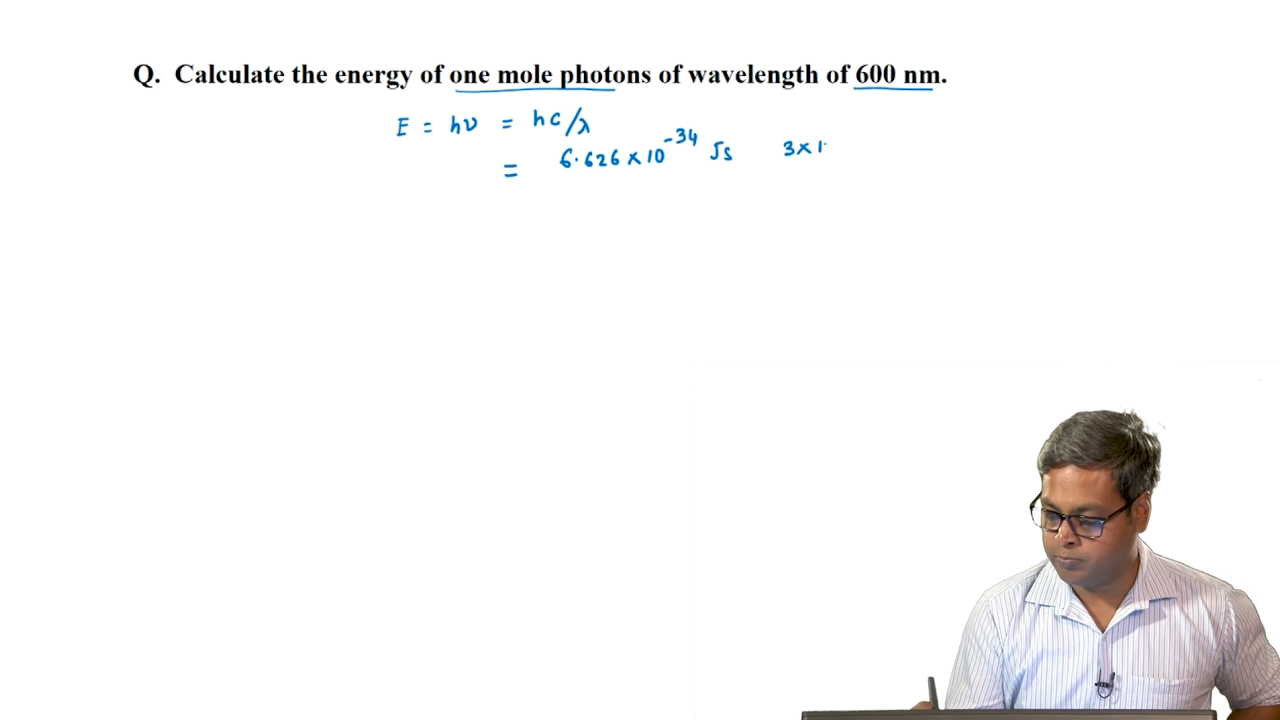 Q. Calculate the energy of one mole photons of wavelength of 600 nm.
E = hν = hc/λ
= 6.626 × 10⁻³⁴ Js 3 × 1